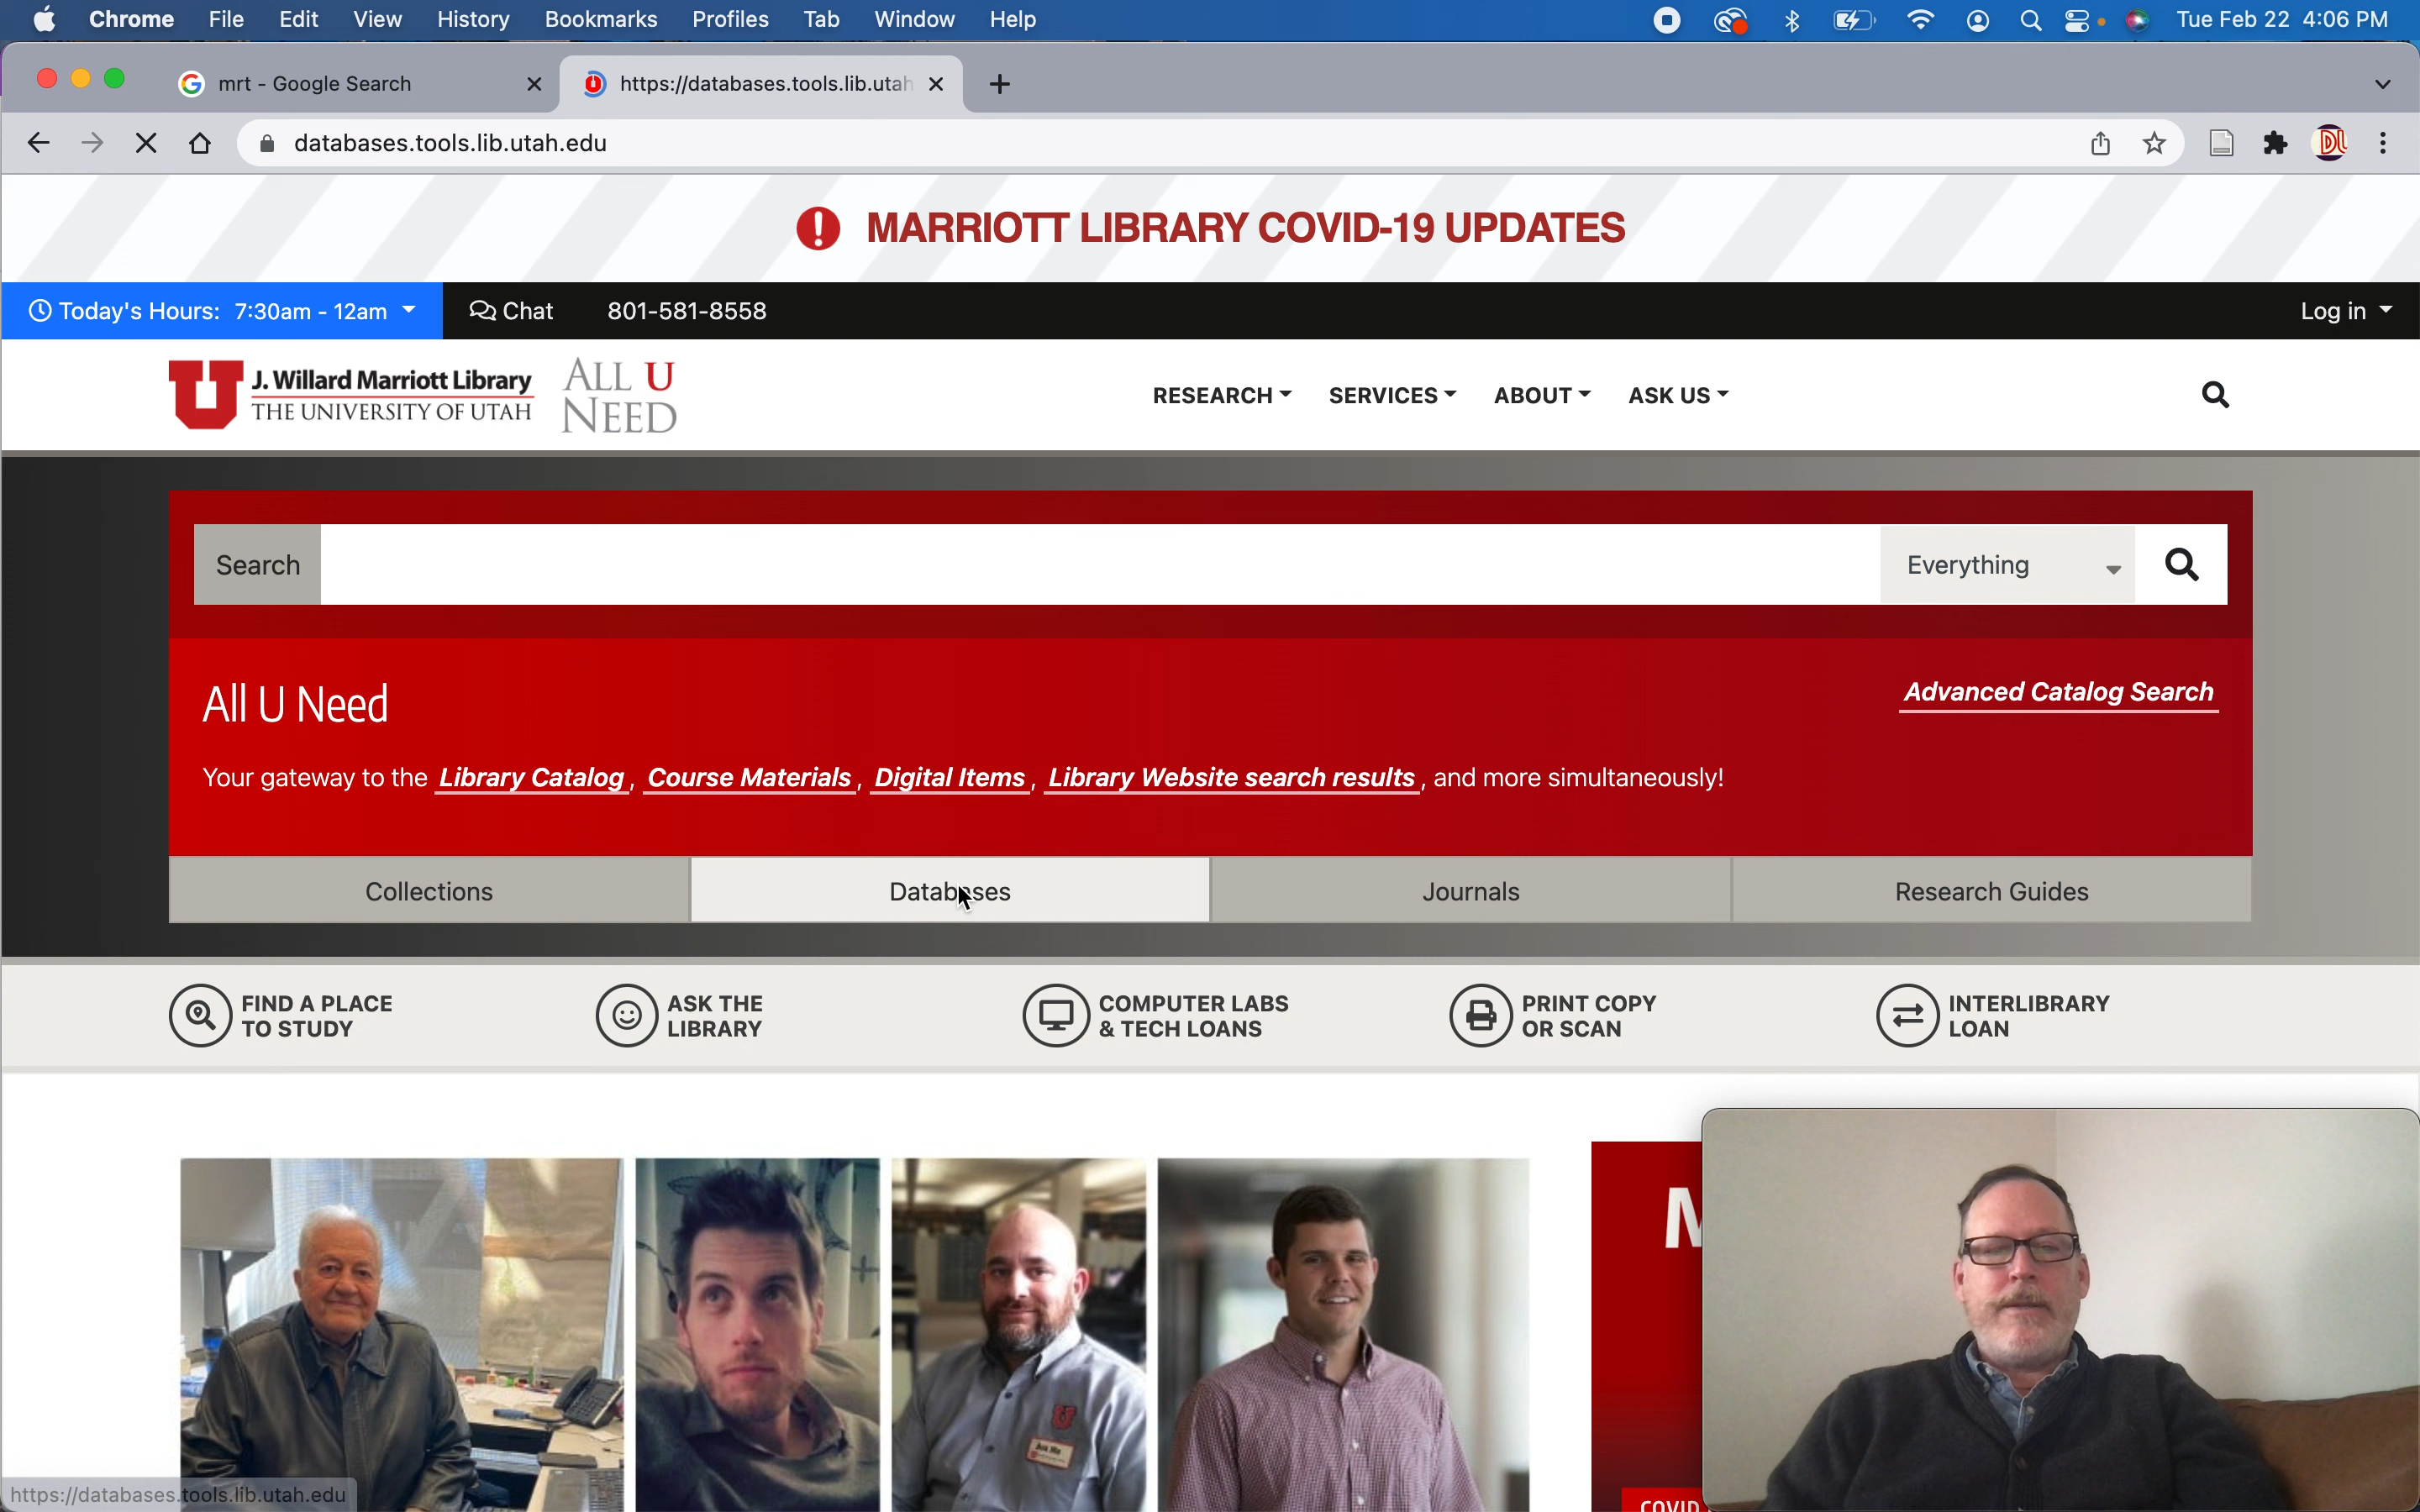 Chrome File Edit View History Bookmarks Profiles Tab Window Help Tue Feb 22 4:06 PM
mrt - Google Search https://databases.tools.lib.utah
databases.tools.lib.utah.edu
MARRIOTT LIBRARY COVID-19 UPDATES
Today's Hours: 7:30am - 12am Chat 801-581-8558 Log in
J. Willard Marriott Library
THE UNIVERSITY OF UTAH
ALL U
NEED
RESEARCH SERVICES ABOUT ASK US
Search Everything
All U Need
Advanced Catalog Search
Your gateway to the Library Catalog, Course Materials, Digital Items, Library Website search results, and more simultaneously!
Collections Databases Journals Research Guides
FIND A PLACE
TO STUDY
ASK THE
LIBRARY
COMPUTER LABS
& TECH LOANS
PRINT COPY
OR SCAN
INTERLIBRARY
LOAN
Ask Me
COVID
https://databases.tools.lib.utah.edu